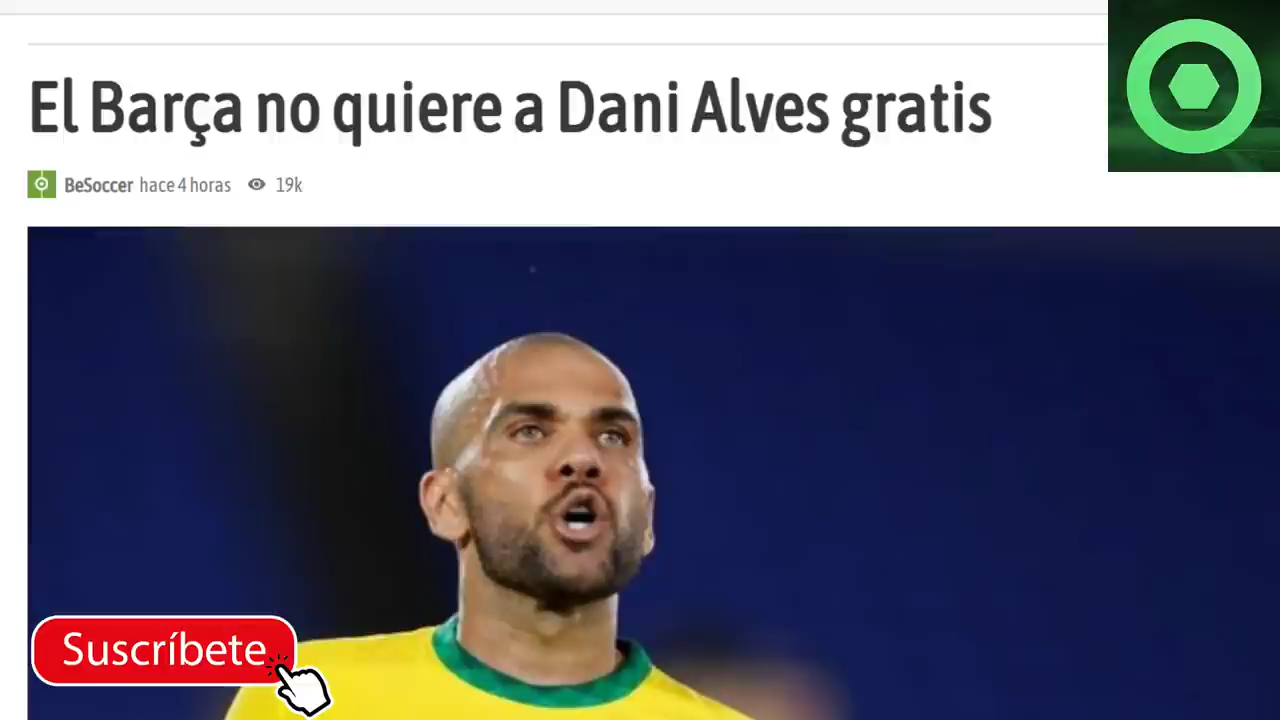 El Barça no quiere a Dani Alves gratis
BeSoccer hace 4 horas 19k
Suscríbete